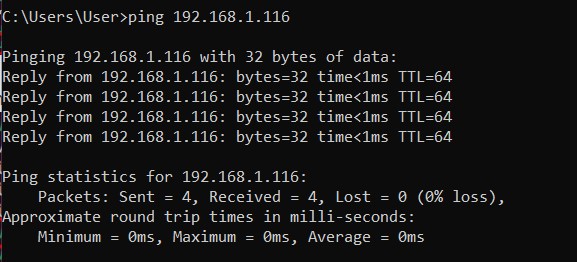 C:\Users\User>ping 192.168.1.116
Pinging 192.168.1.116 with 32 bytes of data:
Reply from 192.168.1.116: bytes=32 time<1ms TTL=64
Reply from 192.168.1.116: bytes=32 time<1ms TTL=64
Reply from 192.168.1.116: bytes=32 time<1ms TTL=64
Reply from 192.168.1.116: bytes=32 time<1ms TTL=64
Ping statistics for 192.168.1.116:
    Packets: Sent = 4, Received = 4, Lost = 0 (0% loss),
Approximate round trip times in milli-seconds:
    Minimum = 0ms, Maximum = 0ms, Average = 0ms